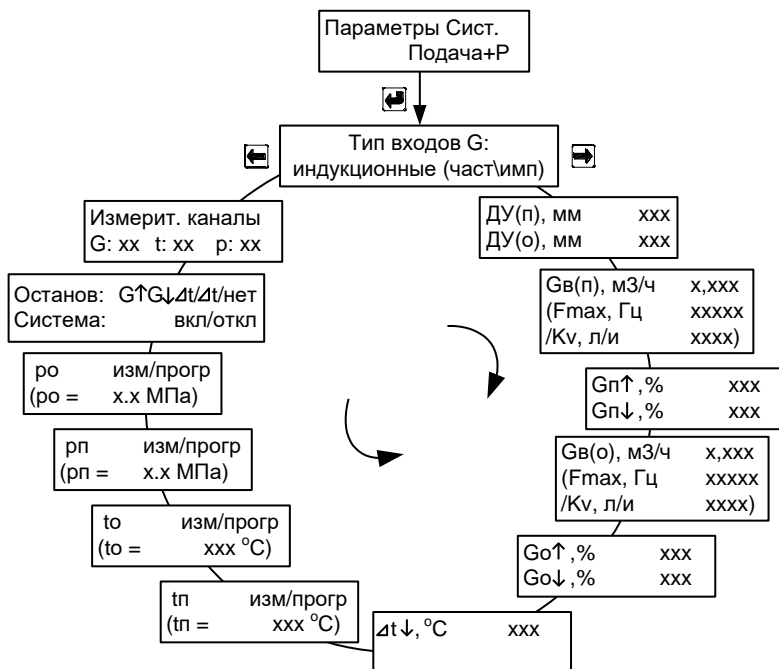 Параметры Сист.
Подача+Р
Тип входов G:
индукционные (част\имп)
ДУ(п), мм xxx
ДУ(о), мм xxx
Gв(п), м3/ч x,xxx
(Fmax, Гц xxxxx
/Kv, л/и xxxx)
Gп↑,% xxx
Gп↓,% xxx
Gв(о), м3/ч x,xxx
(Fmax, Гц xxxxx
/Kv, л/и xxxx)
Go↑,% xxx
Go↓,% xxx
⊿t↓, °C xxx
tп изм/прогр
(tп = xxx °C)
to изм/прогр
(to = xxx °C)
рп изм/прогр
(рп = x.x МПа)
ро изм/прогр
(ро = x.x МПа)
Останов: G↑G↓⊿t/⊿t/нет
Система: вкл/откл
Измерит. каналы
G: xx t: xx p: xx